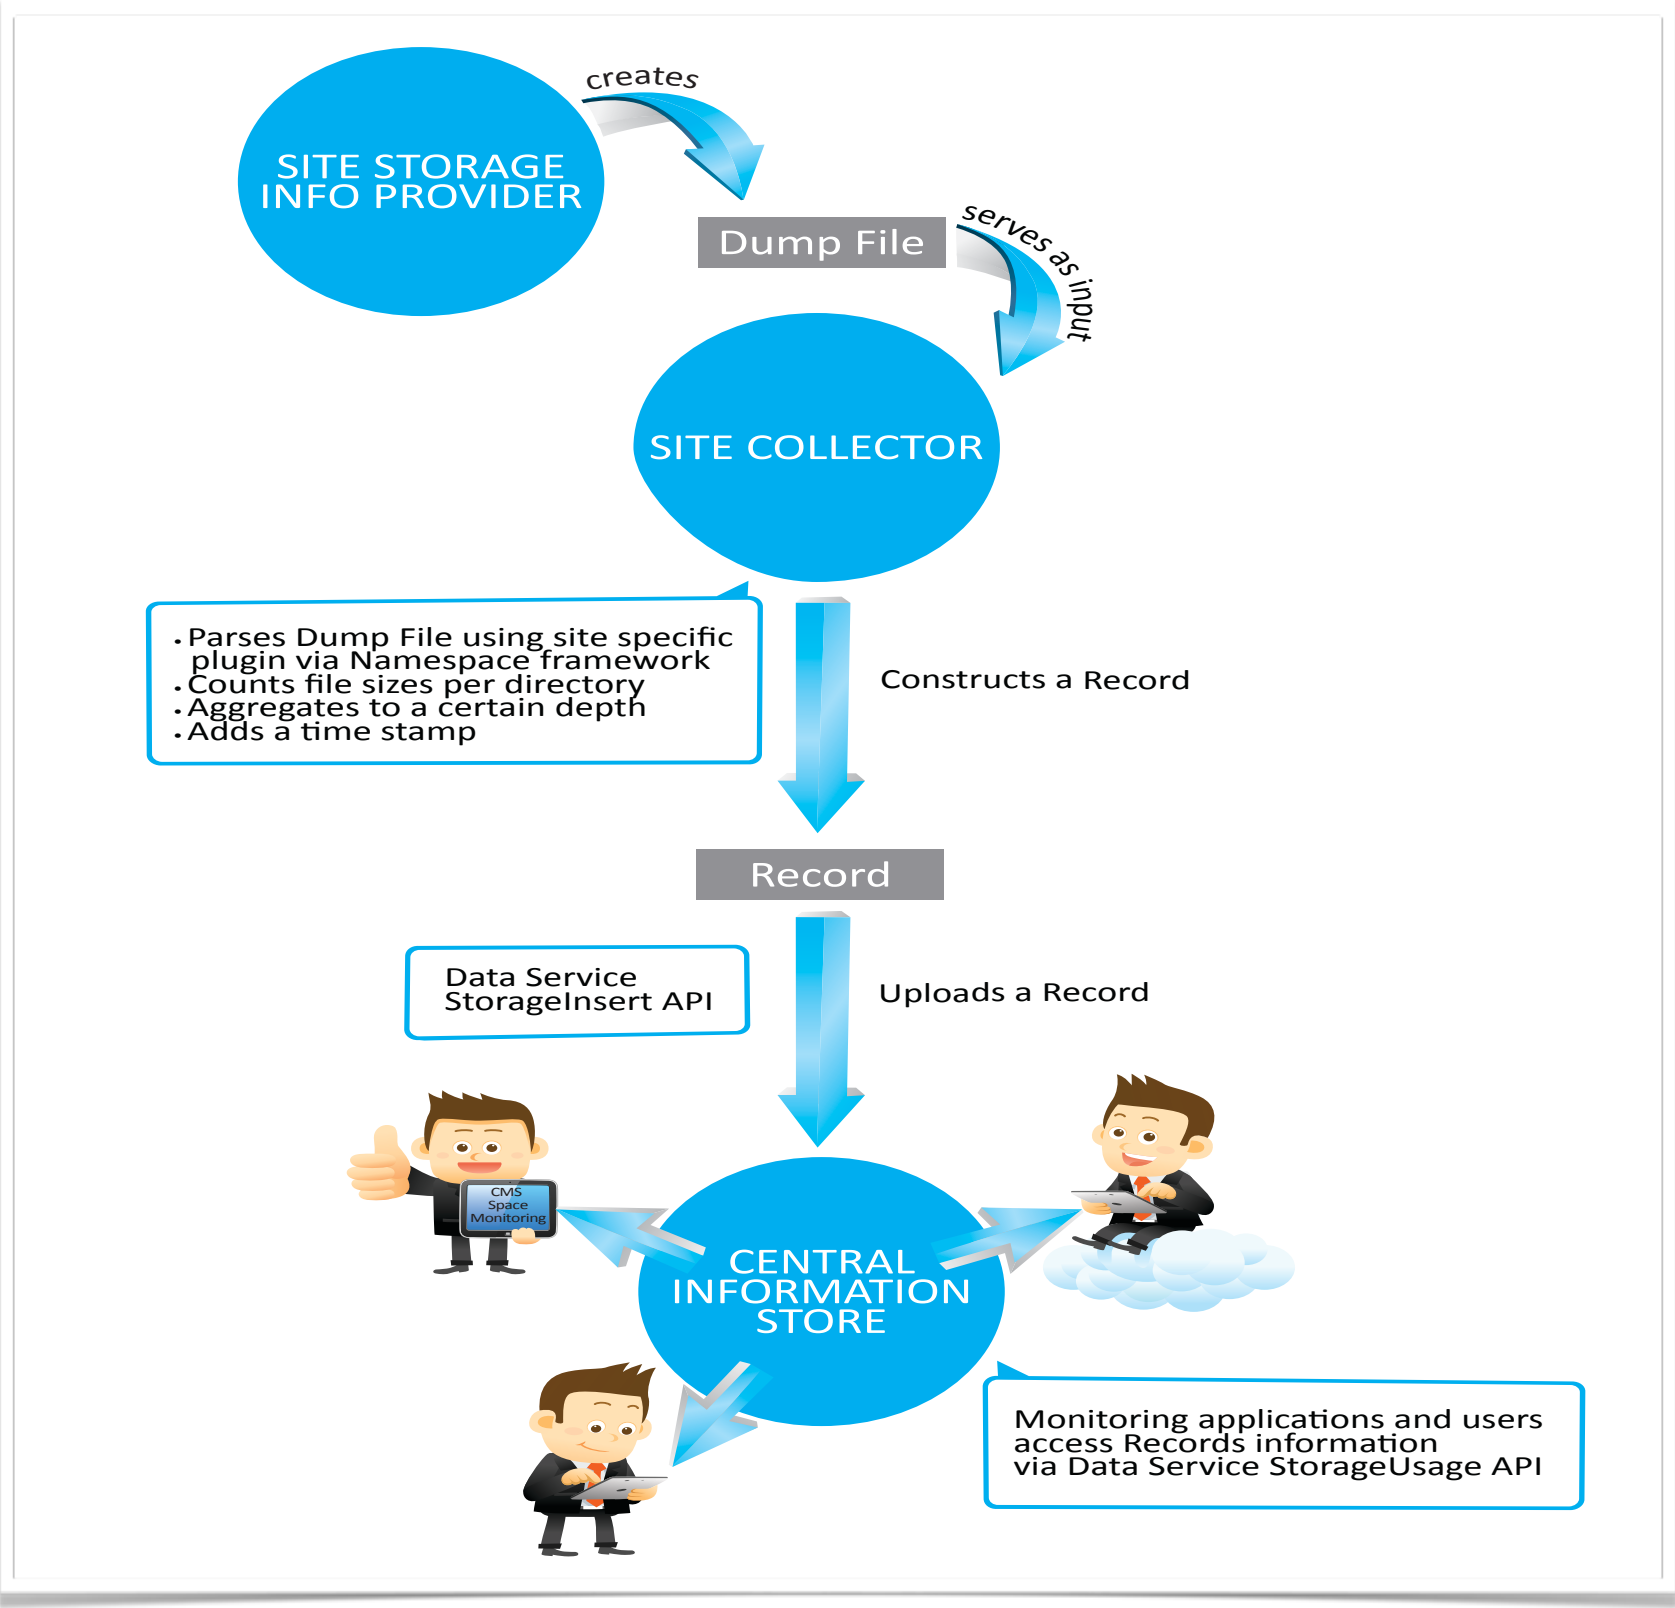 creates
SITE STORAGE
INFO PROVIDER
serves as input
Dump File
SITE COLLECTOR
• Parses Dump File using site specific
plugin via Namespace framework
• Counts file sizes per directory
• Aggregates to a certain depth
• Adds a time stamp
Constructs a Record
Record
Data Service
StorageInsert API
Uploads a Record
CMS
Space
Monitoring
CENTRAL
INFORMATION
STORE
Monitoring applications and users
access Records information
via Data Service StorageUsage API